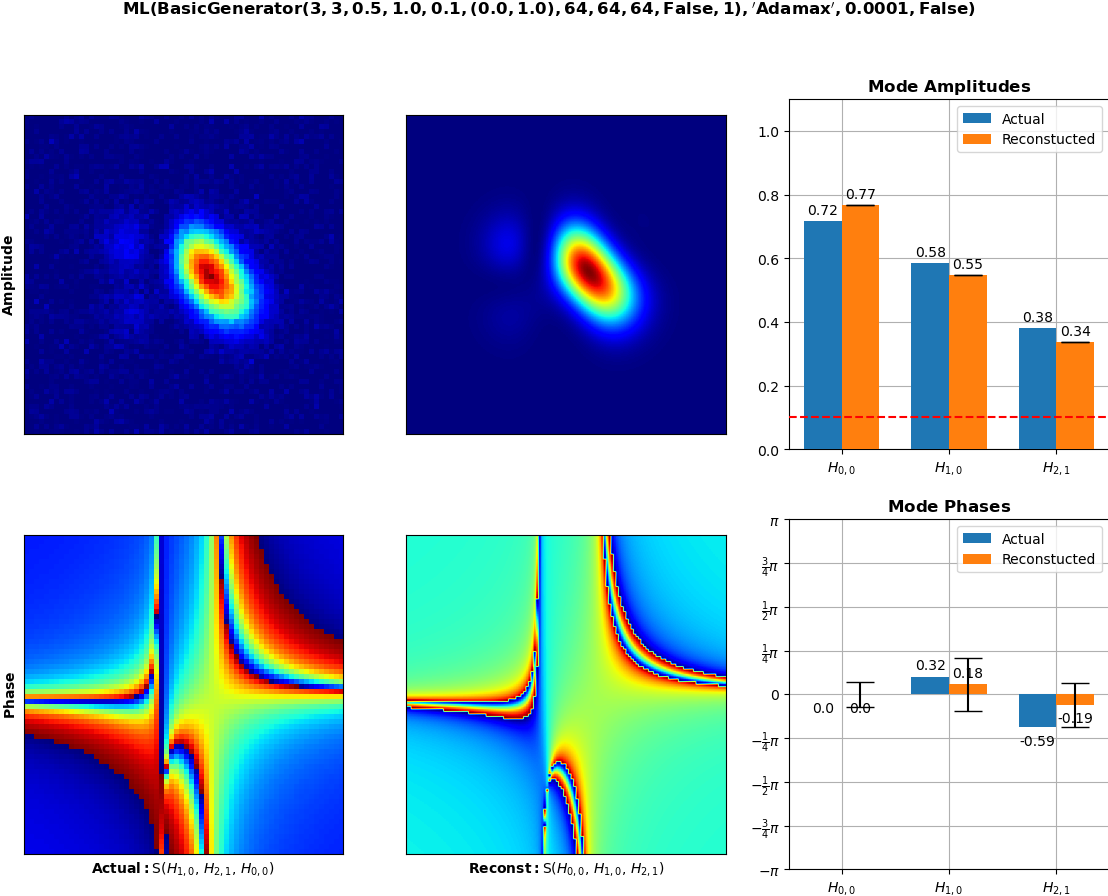 ML(BasicGenerator(3, 3, 0.5, 1.0, 0.1, (0.0, 1.0), 64, 64, 64, False, 1), ′Adamax′, 0.0001, False)
Amplitude
Mode Amplitudes
Actual
Reconstucted
1.0
0.8
0.6
0.4
0.2
0.0
0.72
0.77
0.58
0.55
0.38
0.34
H0,0
H1,0
H2,1
Phase
Actual: S(H1,0, H2,1, H0,0)
Reconst: S(H0,0, H1,0, H2,1)
Mode Phases
Actual
Reconstucted
π
3/4π
1/2π
1/4π
0
−1/4π
−1/2π
−3/4π
−π
0.0
0.0
0.32
0.18
-0.59
-0.19
H0,0
H1,0
H2,1